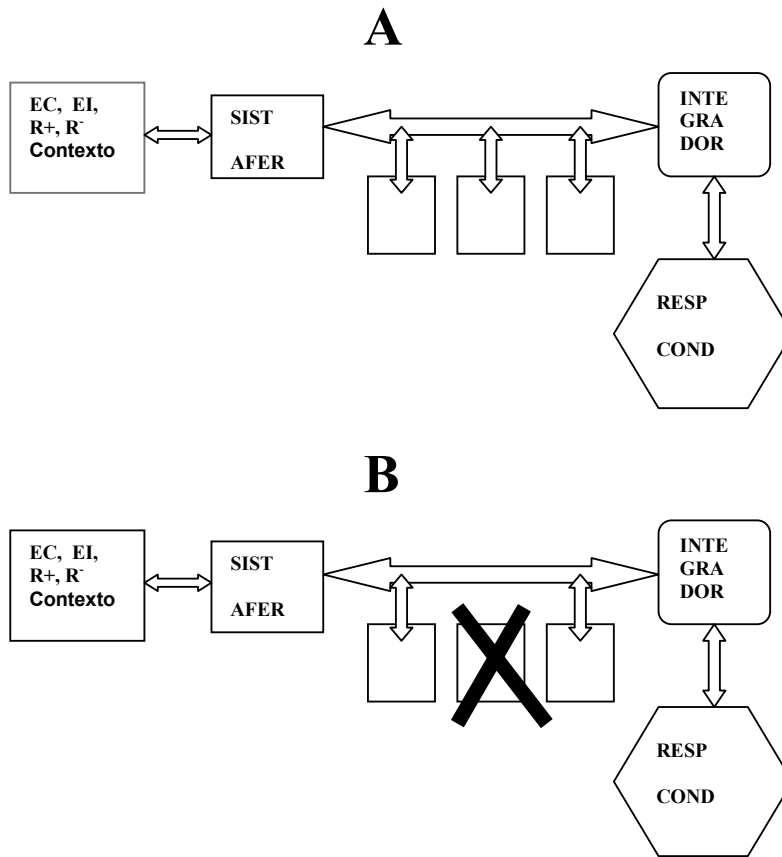 A
EC, EI,
R+, R-
Contexto
SIST
AFER
INTE
GRA
DOR
RESP
COND
B
EC, EI,
R+, R-
Contexto
SIST
AFER
INTE
GRA
DOR
RESP
COND